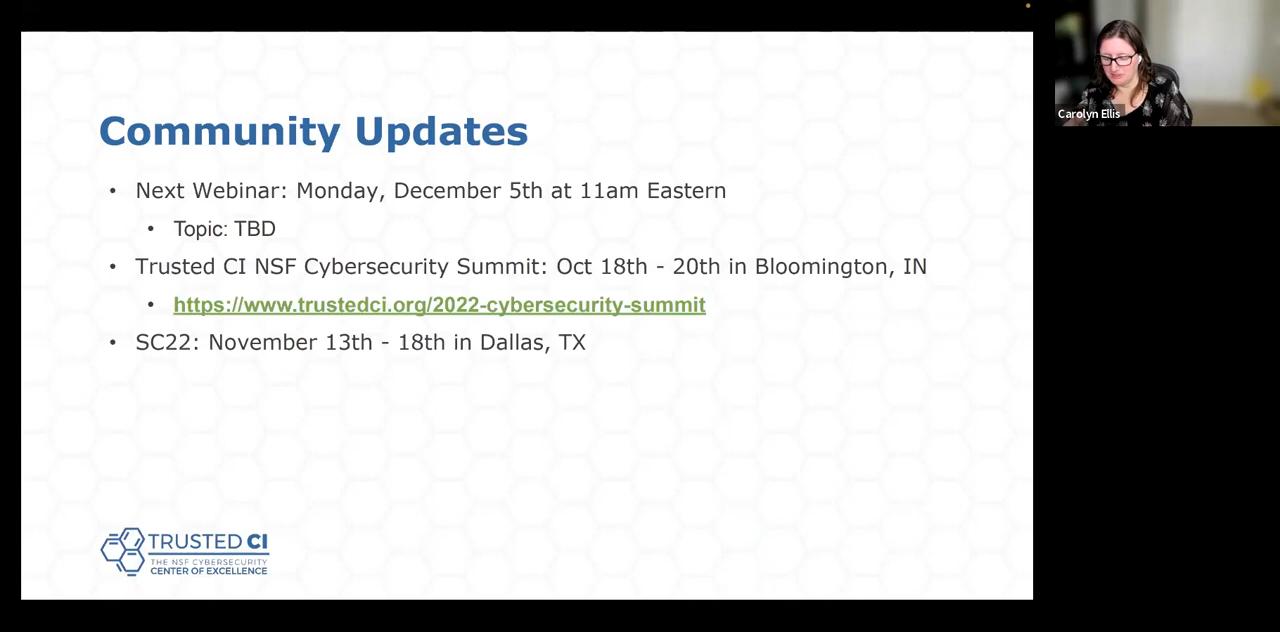 Community Updates
• Next Webinar: Monday, December 5th at 11am Eastern
• Topic: TBD
• Trusted CI NSF Cybersecurity Summit: Oct 18th - 20th in Bloomington, IN
• https://www.trustedci.org/2022-cybersecurity-summit
• SC22: November 13th - 18th in Dallas, TX
TRUSTED CI
THE NSF CYBERSECURITY
CENTER OF EXCELLENCE
Carolyn Ellis